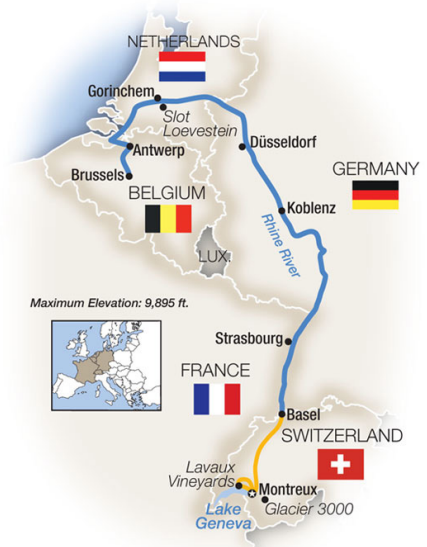 NETHERLANDS
Gorinchem
Slot
Loevestein
Antwerp
Düsseldorf
Brussels
GERMANY
BELGIUM
Koblenz
Rhine River
LUX.
Maximum Elevation: 9,895 ft.
Strasbourg
FRANCE
Basel
SWITZERLAND
Lavaux
Vineyards
Montreux
Glacier 3000
Lake
Geneva